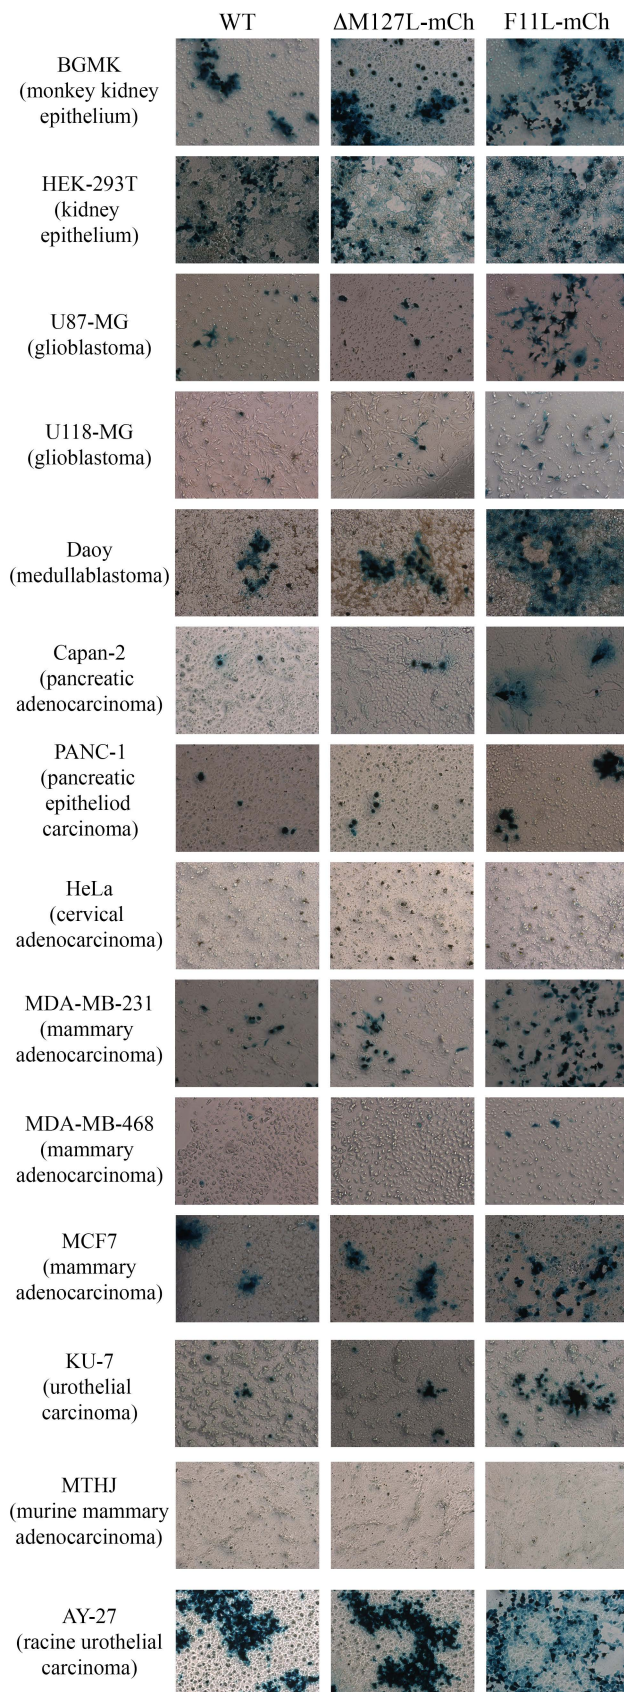 WT ΔM127L-mCh F11L-mCh
BGMK
(monkey kidney
epithelium)
HEK-293T
(kidney
epithelium)
U87-MG
(glioblastoma)
U118-MG
(glioblastoma)
Daoy
(medullablastoma)
Capan-2
(pancreatic
adenocarcinoma)
PANC-1
(pancreatic
epitheliod
carcinoma)
HeLa
(cervical
adenocarcinoma)
MDA-MB-231
(mammary
adenocarcinoma)
MDA-MB-468
(mammary
adenocarcinoma)
MCF7
(mammary
adenocarcinoma)
KU-7
(urothelial
carcinoma)
MTHJ
(murine mammary
adenocarcinoma)
AY-27
(racine urothelial
carcinoma)